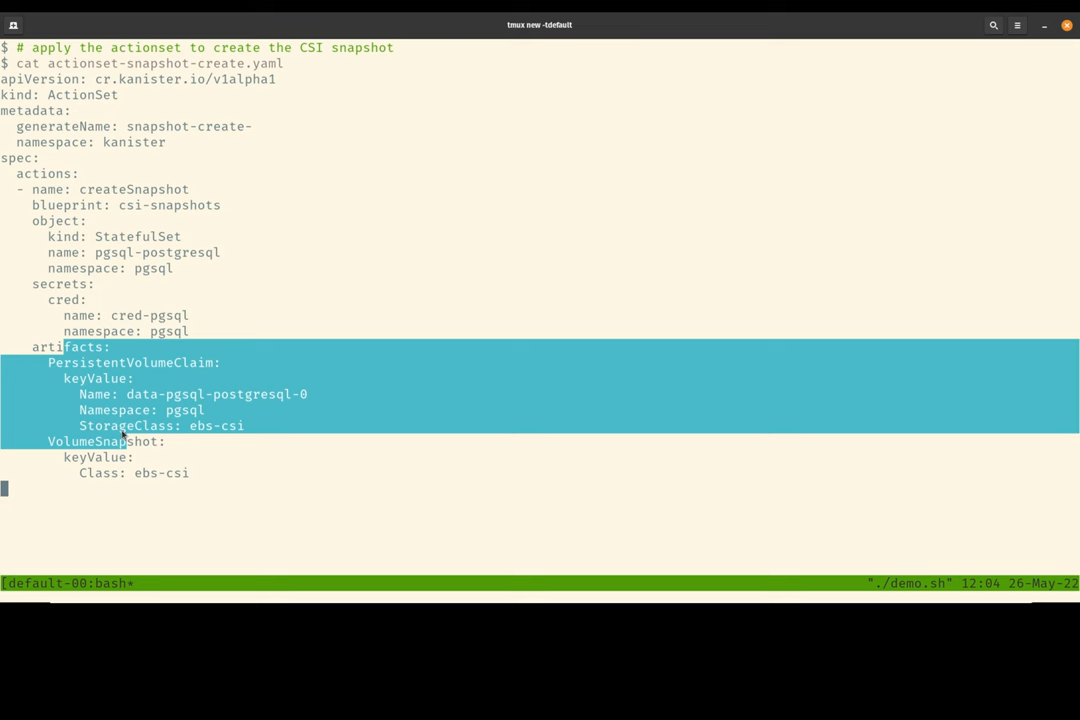 tmux new -tdefault
$ # apply the actionset to create the CSI snapshot
$ cat actionset-snapshot-create.yaml
apiVersion: cr.kanister.io/v1alpha1
kind: ActionSet
metadata:
  generateName: snapshot-create-
  namespace: kanister
spec:
  actions:
  - name: createSnapshot
    blueprint: csi-snapshots
    object:
      kind: StatefulSet
      name: pgsql-postgresql
      namespace: pgsql
    secrets:
      cred:
        name: cred-pgsql
        namespace: pgsql
    artifacts:
      PersistentVolumeClaim:
        keyValue:
          Name: data-pgsql-postgresql-0
          Namespace: pgsql
          StorageClass: ebs-csi
      VolumeSnapshot:
        keyValue:
          Class: ebs-csi
[default-00:bash* "./demo.sh" 12:04 26-May-22